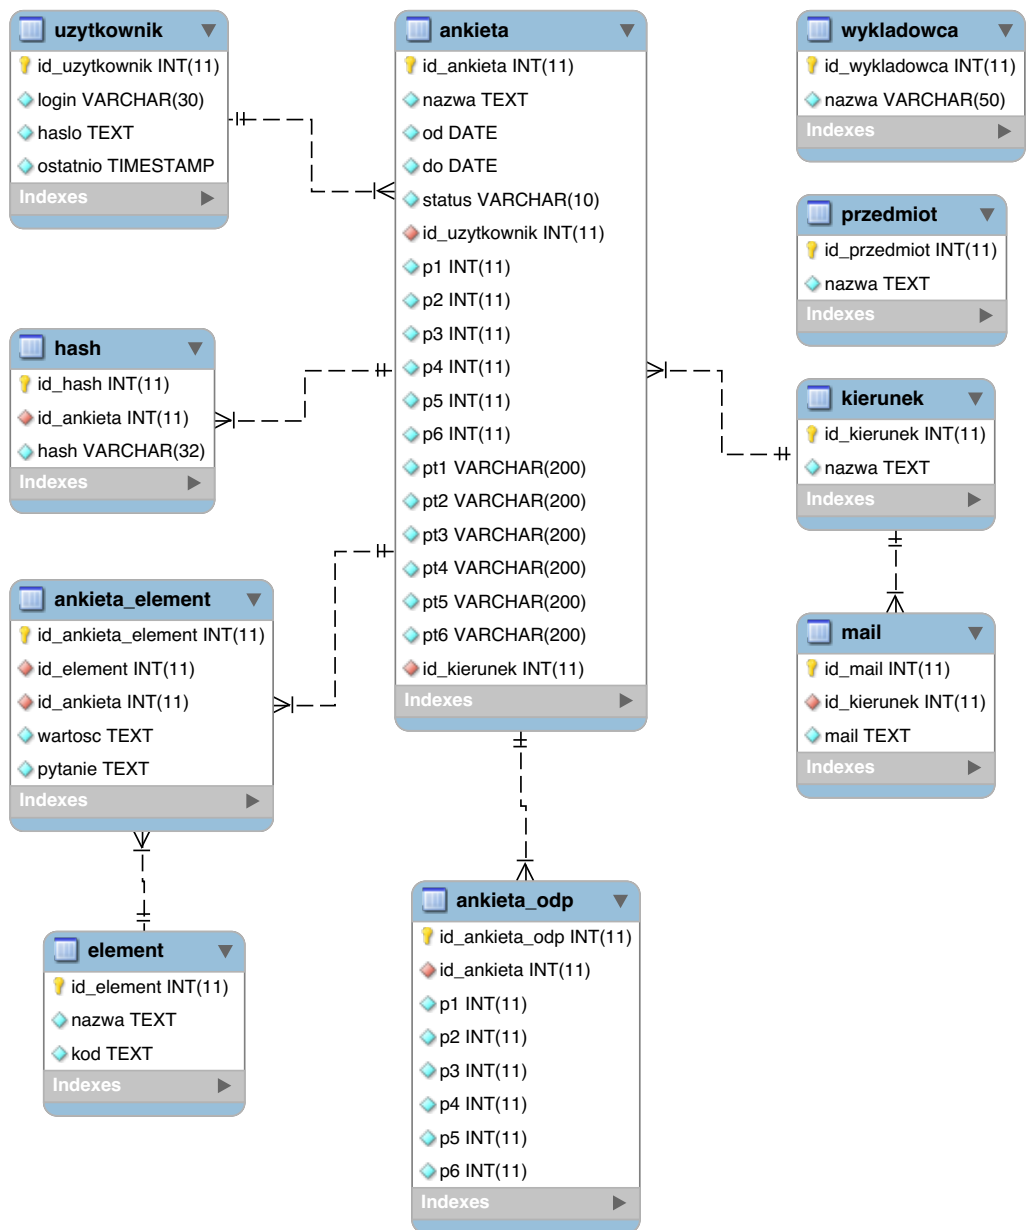 uzytkownik
id_uzytkownik INT(11)
login VARCHAR(30)
haslo TEXT
ostatnio TIMESTAMP
Indexes
hash
id_hash INT(11)
id_ankieta INT(11)
hash VARCHAR(32)
Indexes
ankieta_element
id_ankieta_element INT(11)
id_element INT(11)
id_ankieta INT(11)
wartosc TEXT
pytanie TEXT
Indexes
element
id_element INT(11)
nazwa TEXT
kod TEXT
Indexes
ankieta
id_ankieta INT(11)
nazwa TEXT
od DATE
do DATE
status VARCHAR(10)
id_uzytkownik INT(11)
p1 INT(11)
p2 INT(11)
p3 INT(11)
p4 INT(11)
p5 INT(11)
p6 INT(11)
pt1 VARCHAR(200)
pt2 VARCHAR(200)
pt3 VARCHAR(200)
pt4 VARCHAR(200)
pt5 VARCHAR(200)
pt6 VARCHAR(200)
id_kierunek INT(11)
Indexes
ankieta_odp
id_ankieta_odp INT(11)
id_ankieta INT(11)
p1 INT(11)
p2 INT(11)
p3 INT(11)
p4 INT(11)
p5 INT(11)
p6 INT(11)
Indexes
wykladowca
id_wykladowca INT(11)
nazwa VARCHAR(50)
Indexes
przedmiot
id_przedmiot INT(11)
nazwa TEXT
Indexes
kierunek
id_kierunek INT(11)
nazwa TEXT
Indexes
mail
id_mail INT(11)
id_kierunek INT(11)
mail TEXT
Indexes